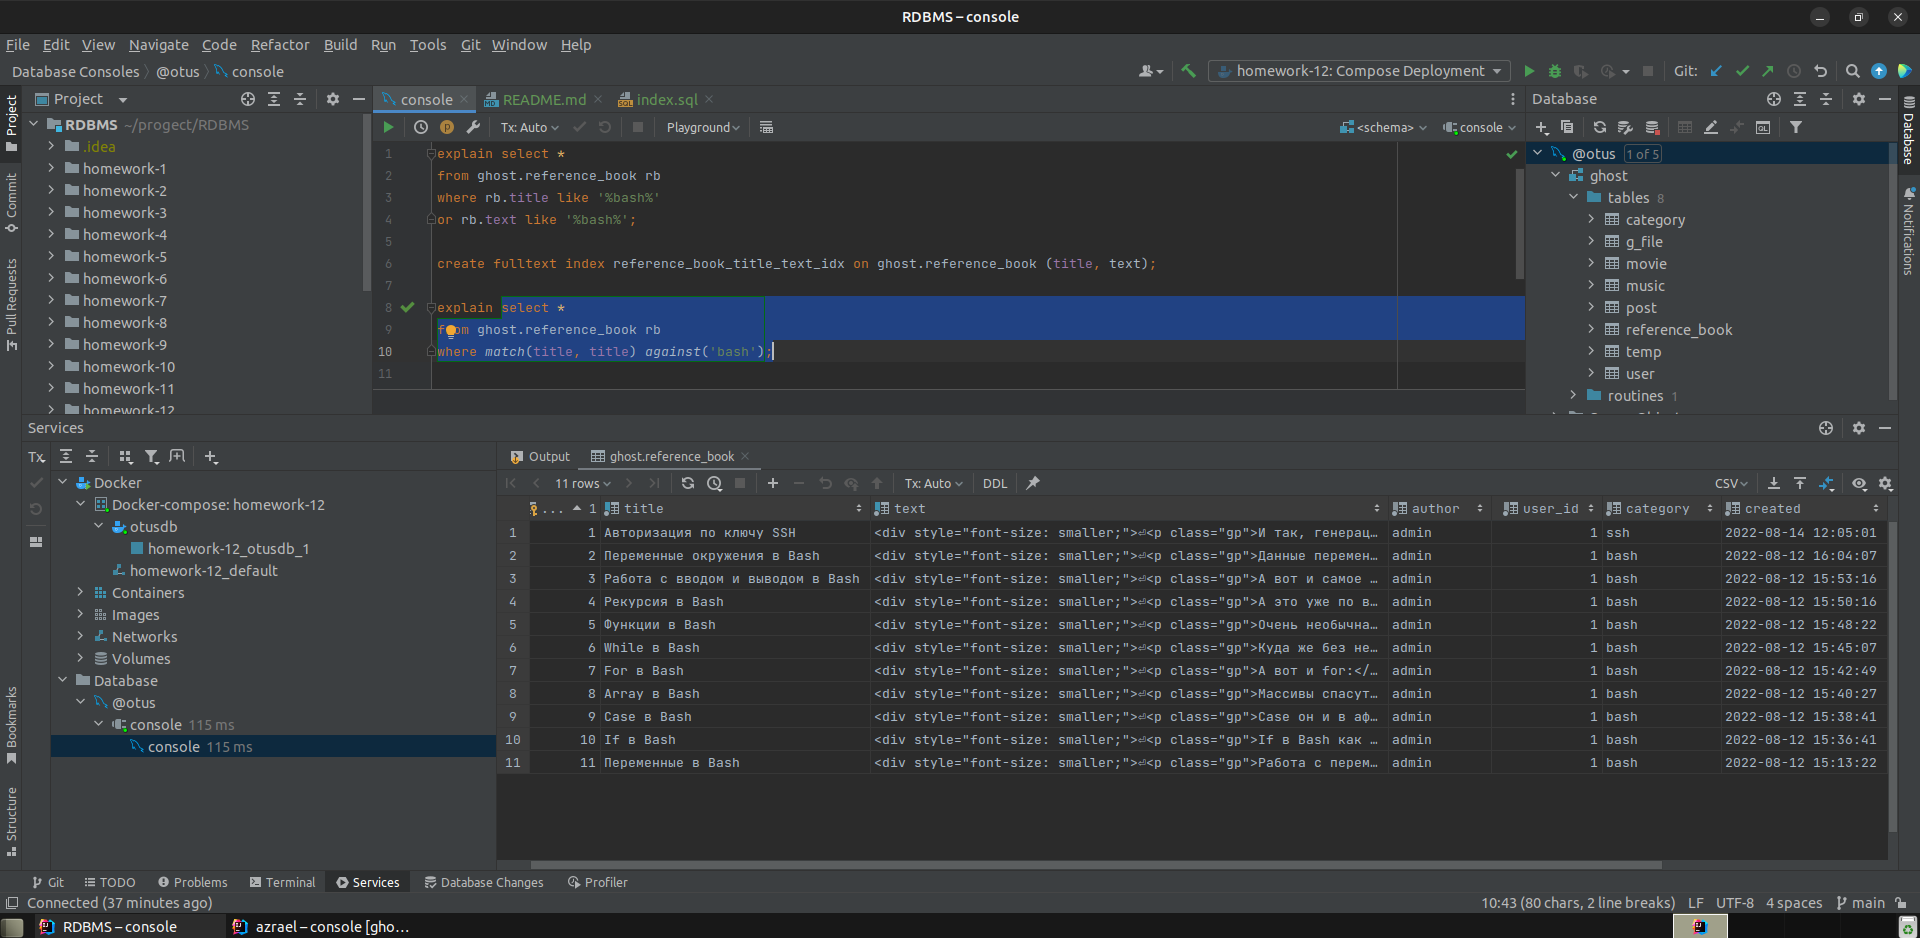 RDBMS – console
File Edit View Navigate Code Refactor Build Run Tools Git Window Help
Database Consoles @otus console
homework-12: Compose Deployment
Git:
Project
console
README.md
index.sql
Database
Tx: Auto
Playground
<schema>
console
Project
Commit
Pull Requests
Bookmarks
Structure
RDBMS ~/progect/RDBMS
.idea
homework-1
homework-2
homework-3
homework-4
homework-5
homework-6
homework-7
homework-8
homework-9
homework-10
homework-11
homework-12
1 explain select *
2 from ghost.reference_book rb
3 where rb.title like '%bash%'
4 or rb.text like '%bash%';
5
6 create fulltext index reference_book_title_text_idx on ghost.reference_book (title, text);
7
8 explain select *
9 from ghost.reference_book rb
10 where match(title, title) against('bash');
11
@otus 1 of 5
ghost
tables 8
category
g_file
movie
music
post
reference_book
temp
user
routines 1
Database
Notifications
Services
Tx
Docker
Docker-compose: homework-12
otusdb
homework-12_otusdb_1
homework-12_default
Containers
Images
Networks
Volumes
Database
@otus
console 115 ms
console 115 ms
Output ghost.reference_book
11 rows Tx: Auto DDL CSV
... 1 title text author user_id category created
1 1 Авторизация по ключу SSH <div style="font-size: smaller;">⏎<p class="gp">И так, генерац… admin 1 ssh 2022-08-14 12:05:01
2 2 Переменные окружения в Bash <div style="font-size: smaller;">⏎<p class="gp">Данные перемен… admin 1 bash 2022-08-12 16:04:07
3 3 Работа с вводом и выводом в Bash <div style="font-size: smaller;">⏎<p class="gp">А вот и самое … admin 1 bash 2022-08-12 15:53:16
4 4 Рекурсия в Bash <div style="font-size: smaller;">⏎<p class="gp">А это уже по в… admin 1 bash 2022-08-12 15:50:16
5 5 Функции в Bash <div style="font-size: smaller;">⏎<p class="gp">Очень необычна… admin 1 bash 2022-08-12 15:48:22
6 6 While в Bash <div style="font-size: smaller;">⏎<p class="gp">Куда же без не… admin 1 bash 2022-08-12 15:45:07
7 7 For в Bash <div style="font-size: smaller;">⏎<p class="gp">А вот и for:</… admin 1 bash 2022-08-12 15:42:49
8 8 Array в Bash <div style="font-size: smaller;">⏎<p class="gp">Массивы спасут… admin 1 bash 2022-08-12 15:40:27
9 9 Case в Bash <div style="font-size: smaller;">⏎<p class="gp">Case он и в аф… admin 1 bash 2022-08-12 15:38:41
10 10 If в Bash <div style="font-size: smaller;">⏎<p class="gp">If в Bash как … admin 1 bash 2022-08-12 15:36:41
11 11 Переменные в Bash <div style="font-size: smaller;">⏎<p class="gp">Работа с перем… admin 1 bash 2022-08-12 15:13:22
Git TODO Problems Terminal Services Database Changes Profiler
Connected (37 minutes ago)
10:43 (80 chars, 2 line breaks) LF UTF-8 4 spaces main
RDBMS – console
azrael – console [gho...